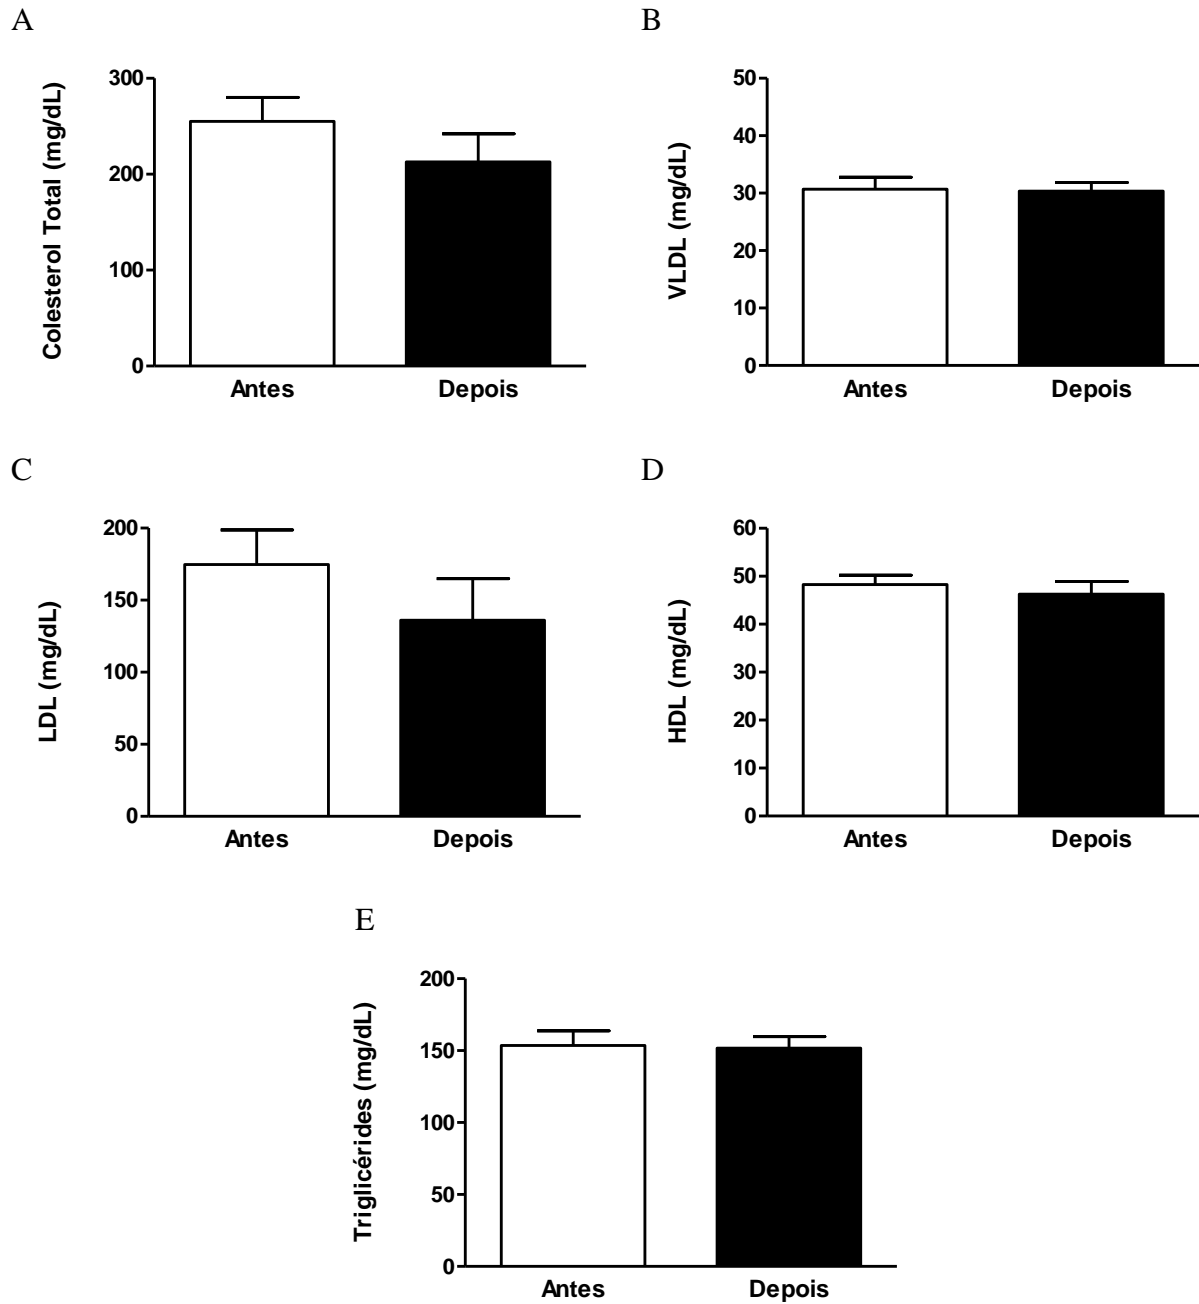 A
Colesterol Total (mg/dL)
300
200
100
0
Antes Depois
B
VLDL (mg/dL)
50
40
30
20
10
0
Antes Depois
C
LDL (mg/dL)
200
150
100
50
0
Antes Depois
D
HDL (mg/dL)
60
50
40
30
20
10
0
Antes Depois
E
Triglicérides (mg/dL)
200
150
100
50
0
Antes Depois